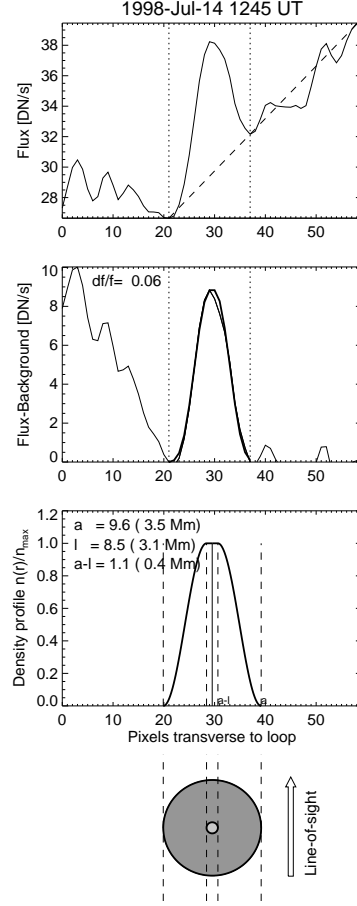 1998-Jul-14 1245 UT
38
36
34
32
30
28
Flux [DN/s]
0 10 20 30 40 50
df/f= 0.06
10
8
6
4
2
0
Flux-Background [DN/s]
0 10 20 30 40 50
a = 9.6 ( 3.5 Mm)
l = 8.5 ( 3.1 Mm)
a-l = 1.1 ( 0.4 Mm)
1.2
1.0
0.8
0.6
0.4
0.2
0.0
Density profile n(r)/n_max
a-l a
0 10 20 30 40 50
Pixels transverse to loop
Line-of-sight